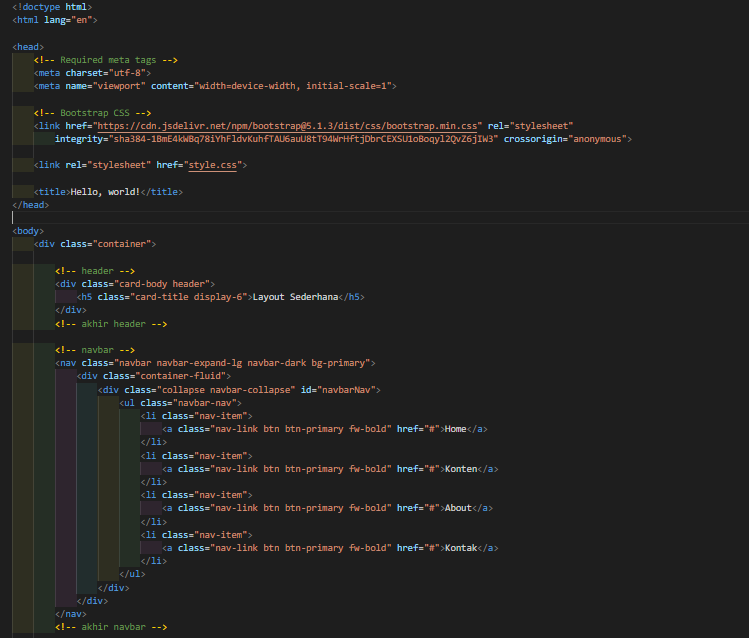 <!doctype html>
<html lang="en">
<head>
<!-- Required meta tags -->
<meta charset="utf-8">
<meta name="viewport" content="width=device-width, initial-scale=1">
<!-- Bootstrap CSS -->
<link href="https://cdn.jsdelivr.net/npm/bootstrap@5.1.3/dist/css/bootstrap.min.css" rel="stylesheet"
integrity="sha384-1BmE4kWBq78iYhFldvKuhfTAU6auU8tT94WrHftjDbrCEXSU1oBoqyl2QvZ6jIW3" crossorigin="anonymous">
<link rel="stylesheet" href="style.css">
<title>Hello, world!</title>
</head>
<body>
<div class="container">
<!-- header -->
<div class="card-body header">
<h5 class="card-title display-6">Layout Sederhana</h5>
</div>
<!-- akhir header -->
<!-- navbar -->
<nav class="navbar navbar-expand-lg navbar-dark bg-primary">
<div class="container-fluid">
<div class="collapse navbar-collapse" id="navbarNav">
<ul class="navbar-nav">
<li class="nav-item">
<a class="nav-link btn btn-primary fw-bold" href="#">Home</a>
</li>
<li class="nav-item">
<a class="nav-link btn btn-primary fw-bold" href="#">Konten</a>
</li>
<li class="nav-item">
<a class="nav-link btn btn-primary fw-bold" href="#">About</a>
</li>
<li class="nav-item">
<a class="nav-link btn btn-primary fw-bold" href="#">Kontak</a>
</li>
</ul>
</div>
</div>
</nav>
<!-- akhir navbar -->